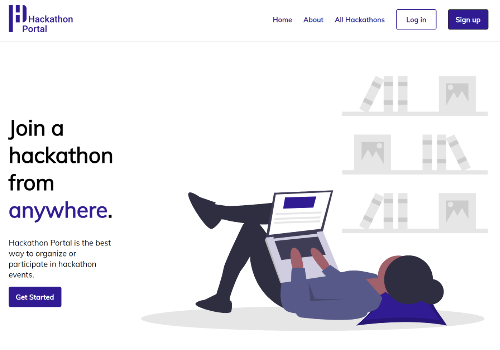 Hackathon
Portal
Home About All Hackathons Log in Sign up
Join a
hackathon
from
anywhere.
Hackathon Portal is the best
way to organize or
participate in hackathon
events.
Get Started